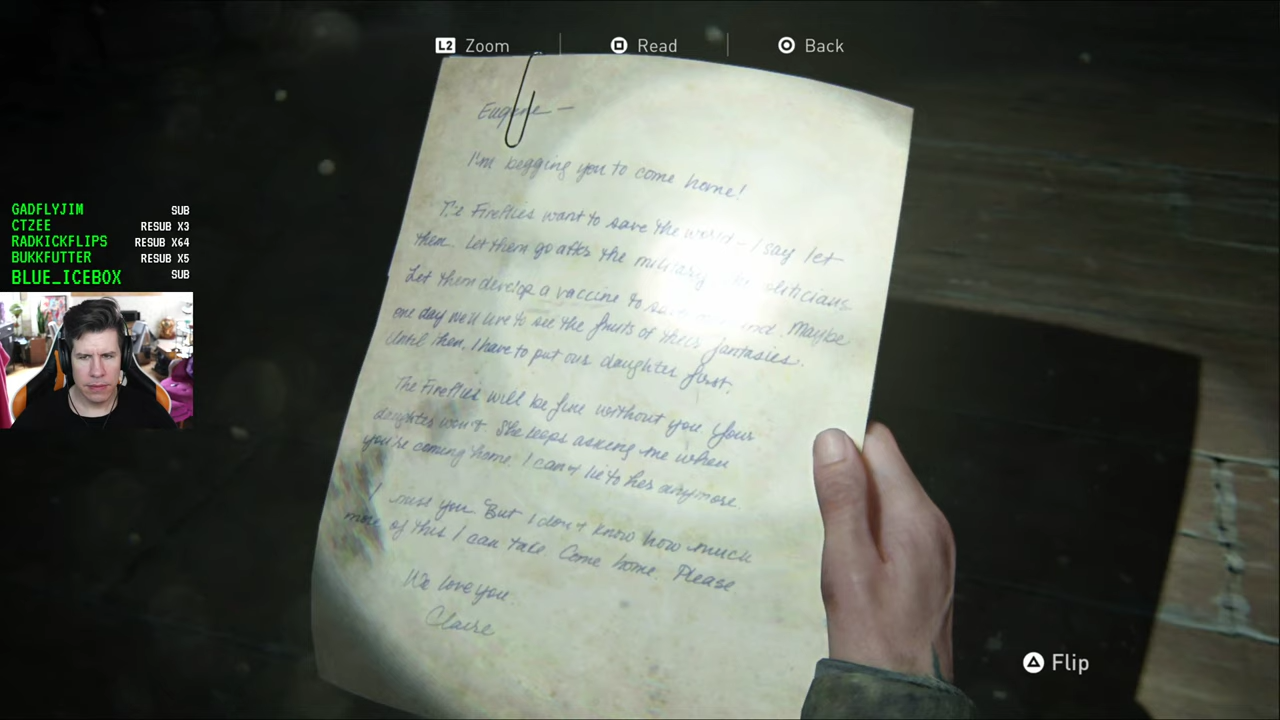 L2 Zoom
Read
Back
Eugene —
I'm begging you to come home!
The Fireflies want to save the world - I say let
them. Let them go after the military, politicians.
Let them develop a vaccine to save mankind. Maybe
one day we'll live to see the fruits of their fantasies.
Until then, I have to put our daughter first.
The Fireflies will be fine without you. Your
daughter won't. She keeps asking me when
you're coming home. I can't lie to her anymore.
I miss you. But I don't know how much
more of this I can take. Come home. Please
We love you.
Claire
GADFLYJIM SUB
CTZEE RESUB X3
RADKICKFLIPS RESUB X64
BUKKFUTTER RESUB X5
BLUE_ICEBOX SUB
Flip